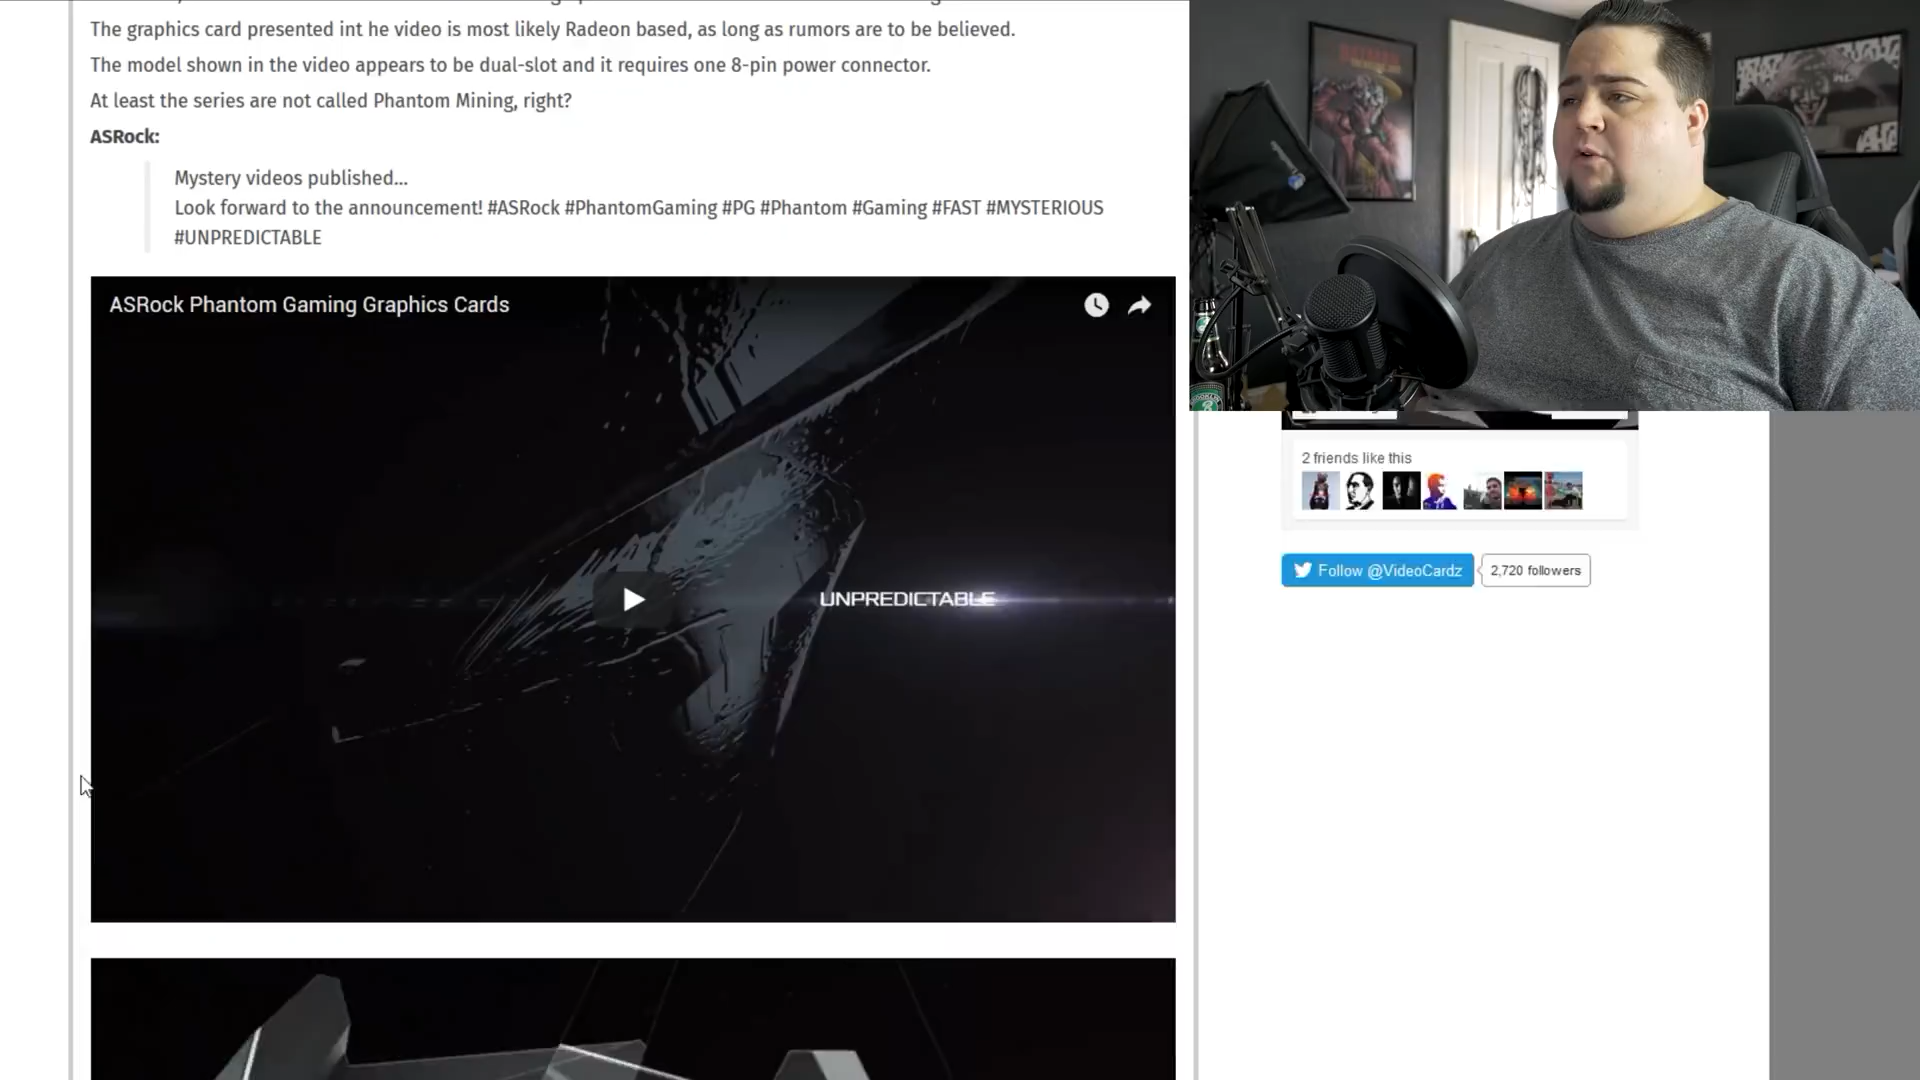 The graphics card presented int he video is most likely Radeon based, as long as rumors are to be believed.
The model shown in the video appears to be dual-slot and it requires one 8-pin power connector.
At least the series are not called Phantom Mining, right?
ASRock:
Mystery videos published...
Look forward to the announcement! #ASRock #PhantomGaming #PG #Phantom #Gaming #FAST #MYSTERIOUS
#UNPREDICTABLE
ASRock Phantom Gaming Graphics Cards
UNPREDICTABLE
2 friends like this
Follow @VideoCardz
2,720 followers